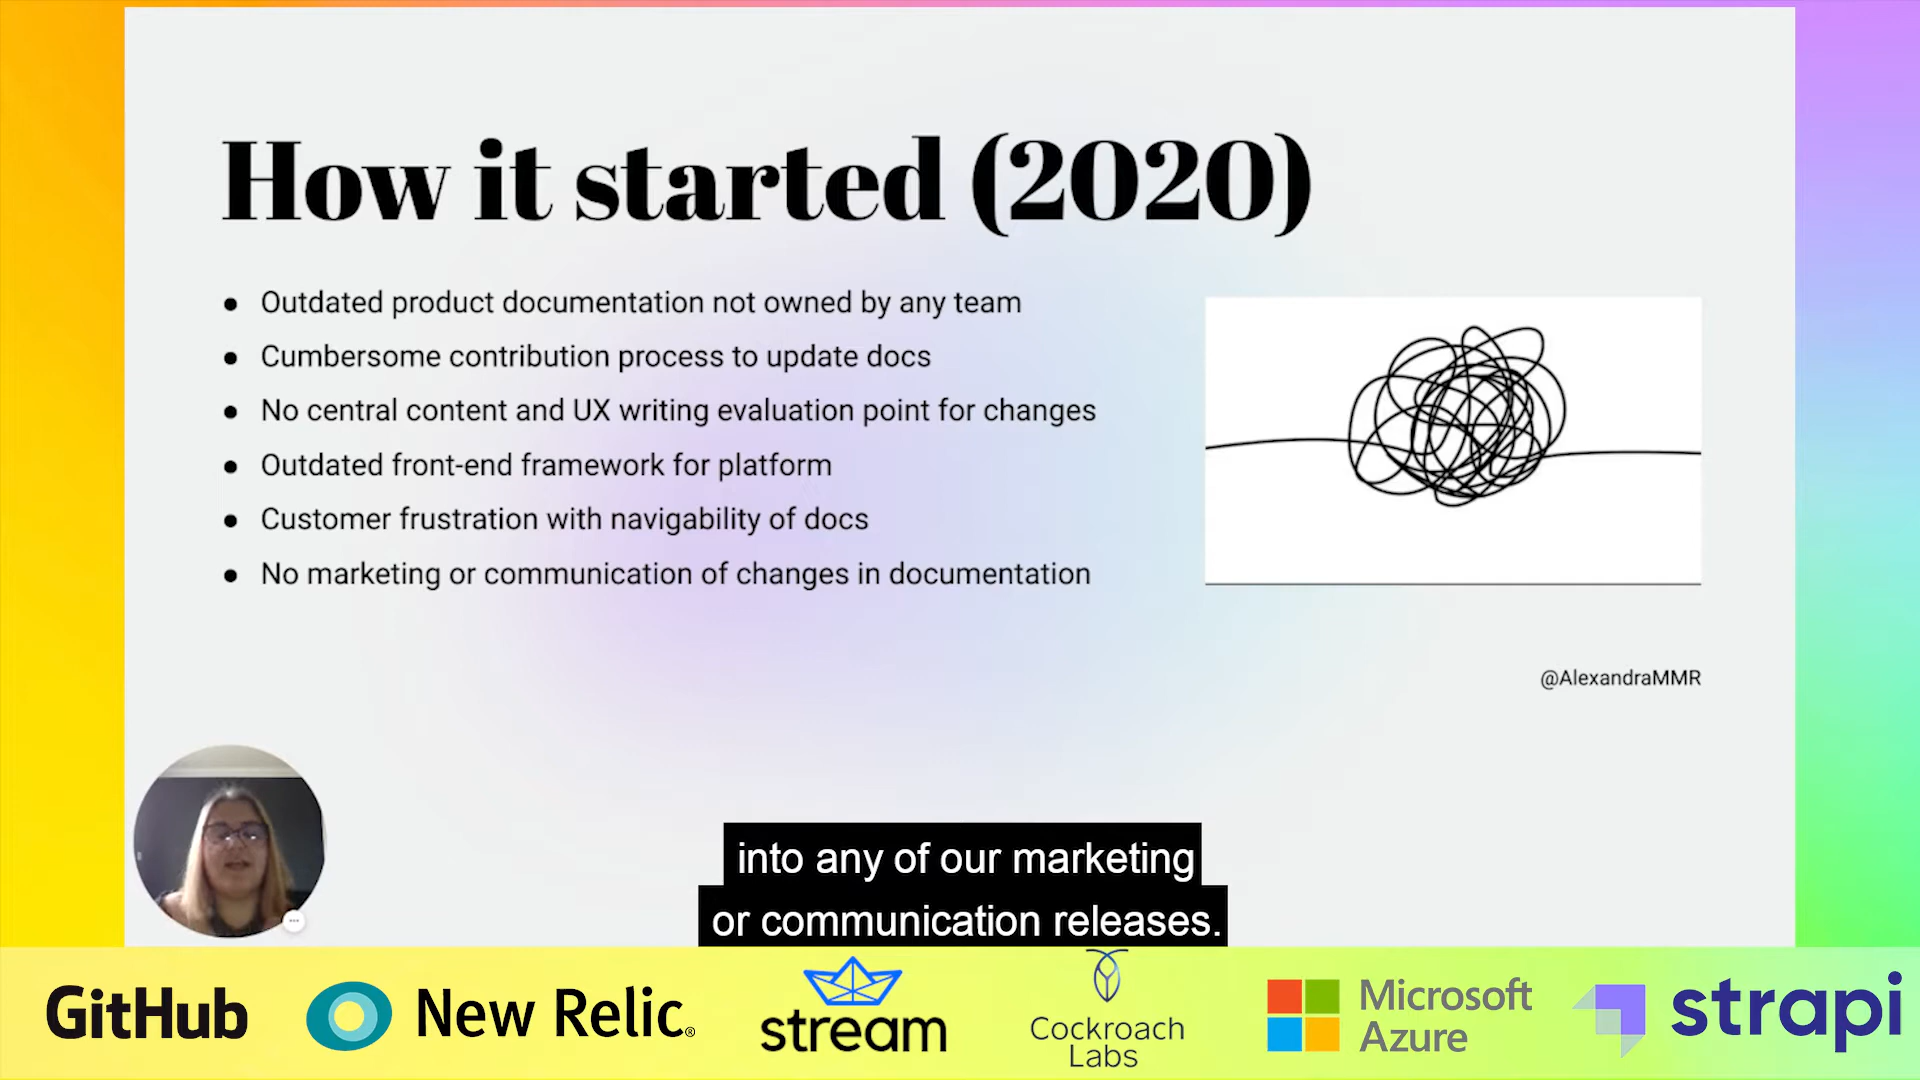 How it started (2020)
● Outdated product documentation not owned by any team
● Cumbersome contribution process to update docs
● No central content and UX writing evaluation point for changes
● Outdated front-end framework for platform
● Customer frustration with navigability of docs
● No marketing or communication of changes in documentation
@AlexandraMMR
into any of our marketing
or communication releases.
GitHub
New Relic®
stream
Cockroach
Labs
Microsoft
Azure
strapi